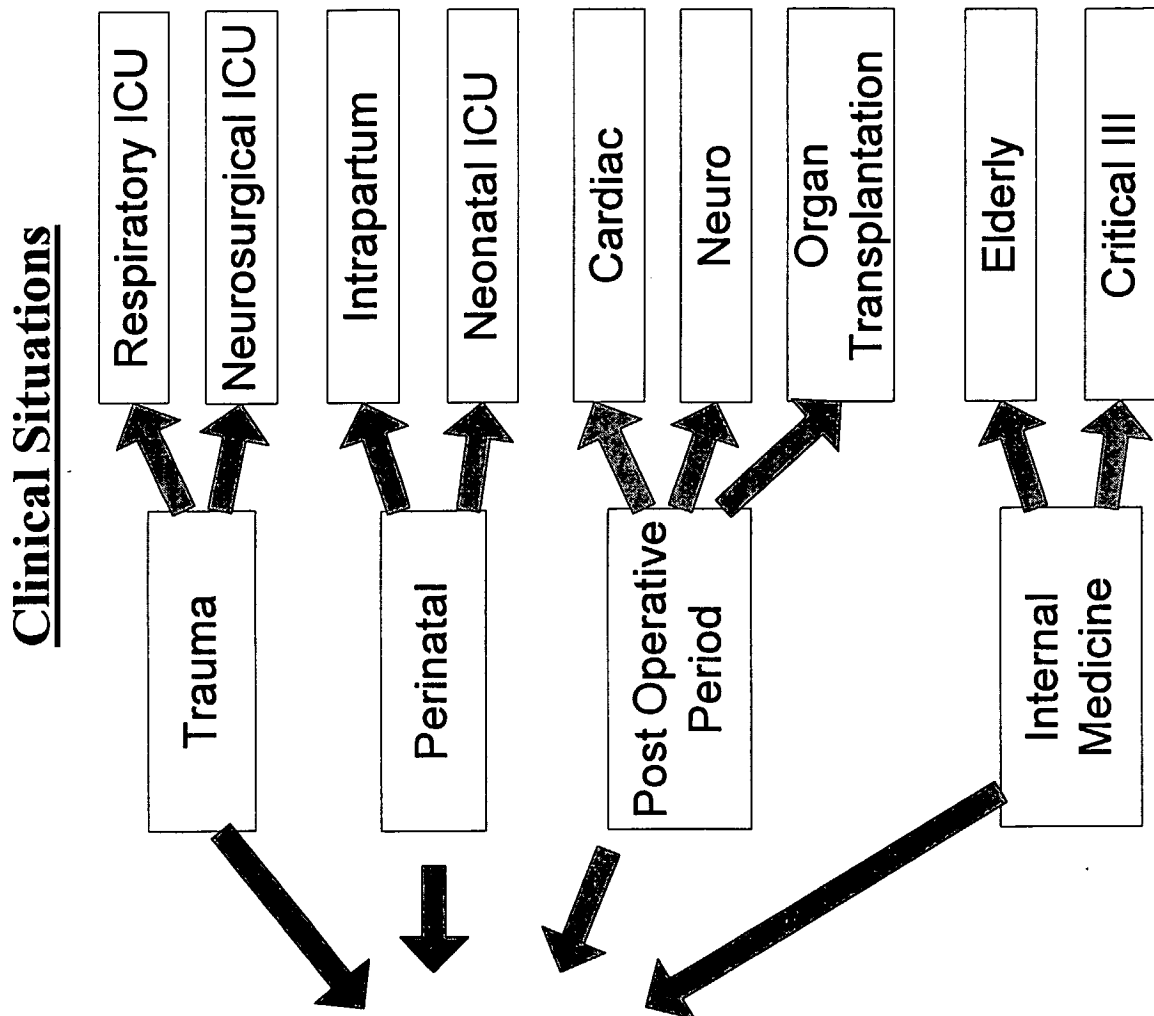 Clinical Situations
Trauma
Respiratory ICU
Neurosurgical ICU
Perinatal
Intrapartum
Neonatal ICU
Post Operative
Period
Cardiac
Neuro
Organ
Transplantation
Internal
Medicine
Elderly
Critical Ill